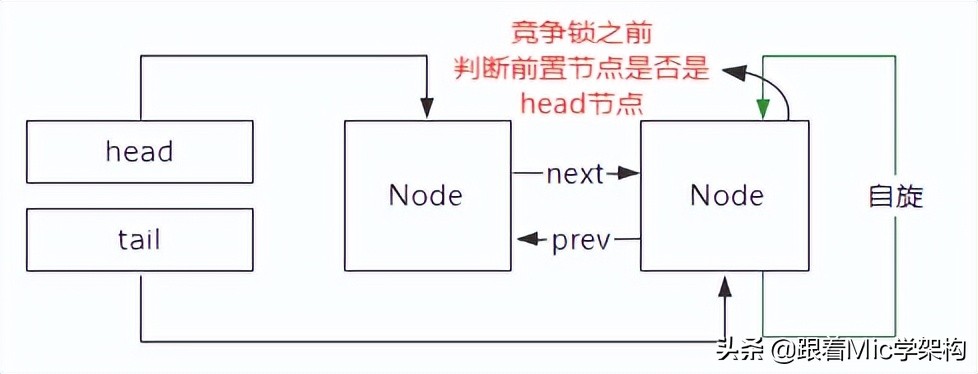 竞争锁之前
判断前置节点是否是
head节点
head
Node
next
Node
自旋
tail
prev
头条 @跟着Mic学架构